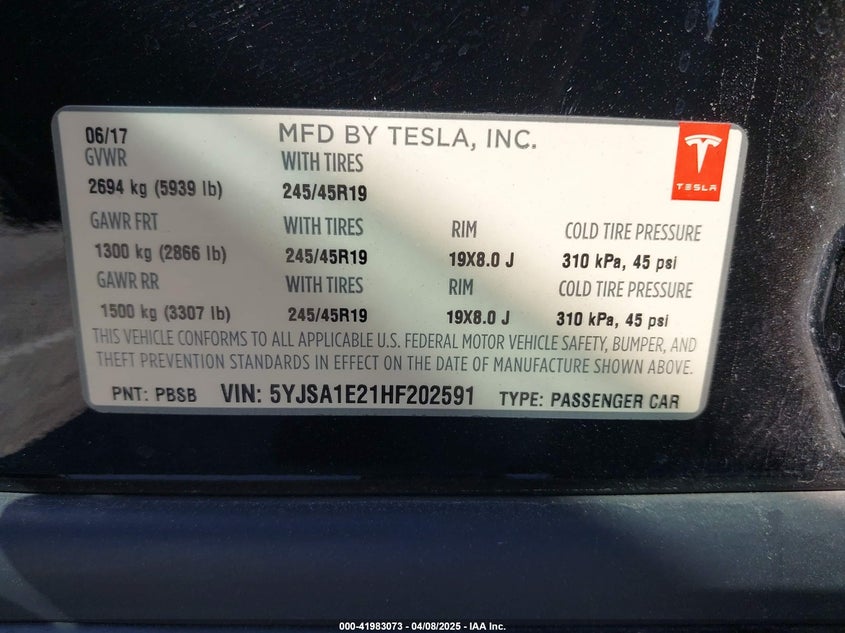 06/17 MFD BY TESLA, INC.
GVWR WITH TIRES
TESLA
2694 kg (5939 lb) 245/45R19
GAWR FRT WITH TIRES RIM COLD TIRE PRESSURE
1300 kg (2866 lb) 245/45R19 19X8.0 J 310 kPa, 45 psi
GAWR RR WITH TIRES RIM COLD TIRE PRESSURE
1500 kg (3307 lb) 245/45R19 19X8.0 J 310 kPa, 45 psi
THIS VEHICLE CONFORMS TO ALL APPLICABLE U.S. FEDERAL MOTOR VEHICLE SAFETY, BUMPER, AND
THEFT PREVENTION STANDARDS IN EFFECT ON THE DATE OF MANUFACTURE SHOWN ABOVE.
PNT: PBSB VIN: 5YJSA1E21HF202591 TYPE: PASSENGER CAR
000-41983073 - 04/08/2025 - IAA Inc.